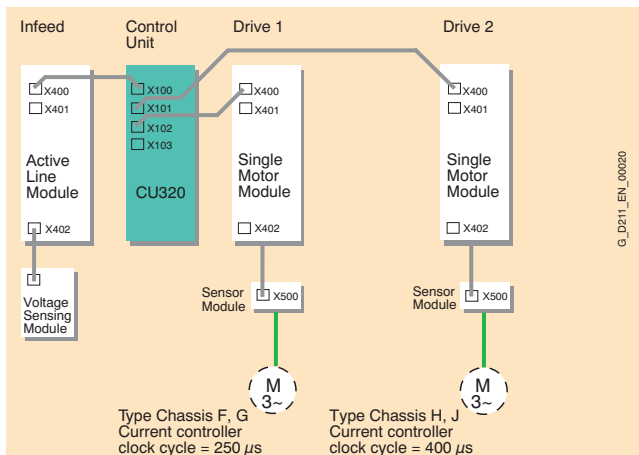 Infeed
Control
Unit
Drive 1
Drive 2
X400
X401
Active
Line
Module
X402
Voltage
Sensing
Module
X100
X101
X102
X103
CU320
X400
X401
Single
Motor
Module
X402
Sensor
Module
X500
M
3~
Type Chassis F, G
Current controller
clock cycle = 250 µs
X400
X401
Single
Motor
Module
X402
Sensor
Module
X500
M
3~
Type Chassis H, J
Current controller
clock cycle = 400 µs
G_D211_EN_00020